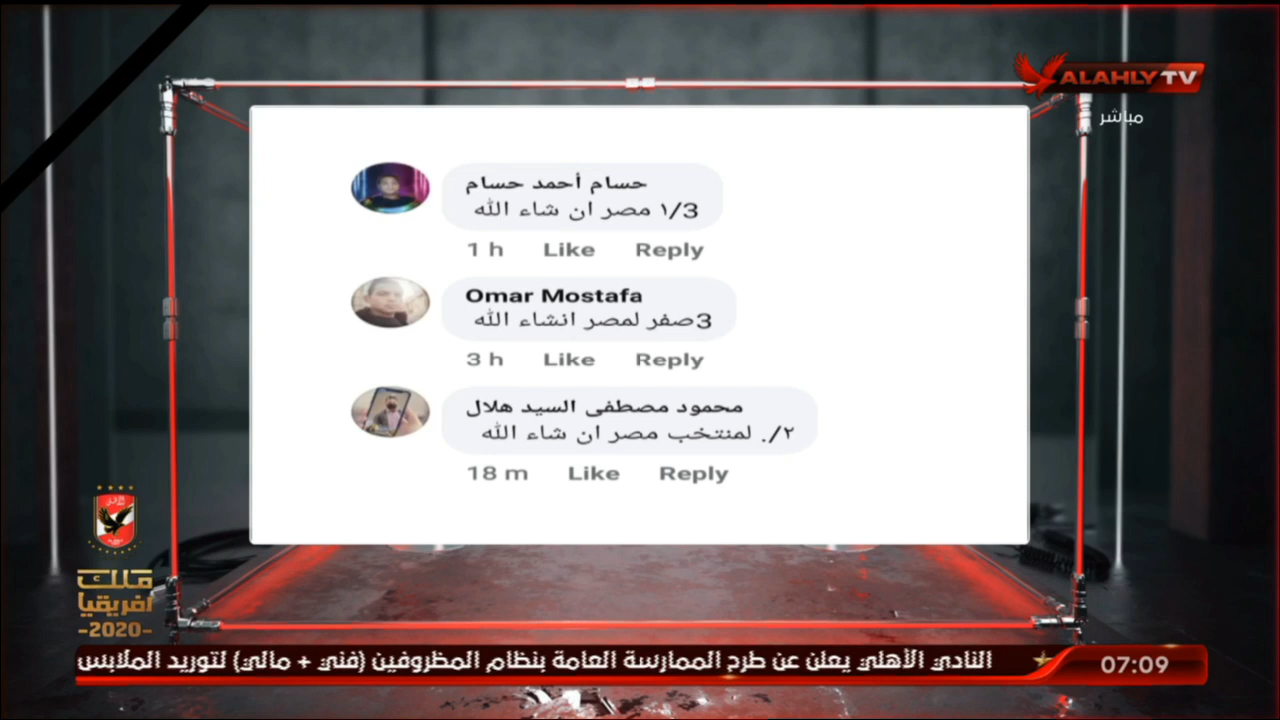 ALAHLY TV
مباشر
حسام أحمد حسام
١/3 مصر ان شاء الله
1 h Like Reply
Omar Mostafa
3صفر لمصر انشاء الله
3 h Like Reply
محمود مصطفى السيد هلال
٢/. لمنتخب مصر ان شاء الله
18 m Like Reply
ملك
افريقيا
-2020-
النادي الأهلي يعلن عن طرح الممارسة العامة بنظام المظروفين (فني + مالي) لتوريد الملابس
07:09